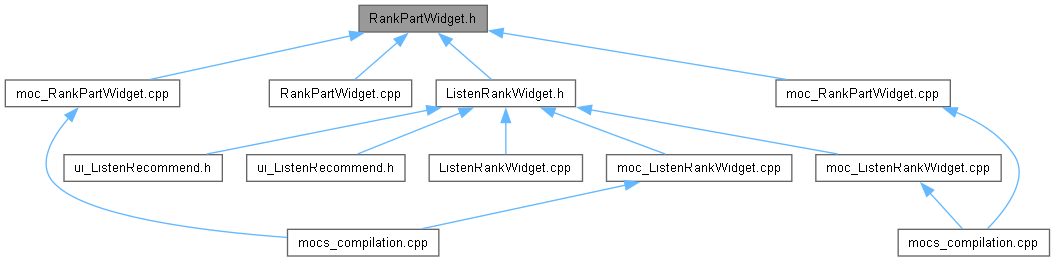 RankPartWidget.h
moc_RankPartWidget.cpp
RankPartWidget.cpp
ListenRankWidget.h
moc_RankPartWidget.cpp
ui_ListenRecommend.h
ui_ListenRecommend.h
ListenRankWidget.cpp
moc_ListenRankWidget.cpp
moc_ListenRankWidget.cpp
mocs_compilation.cpp
mocs_compilation.cpp